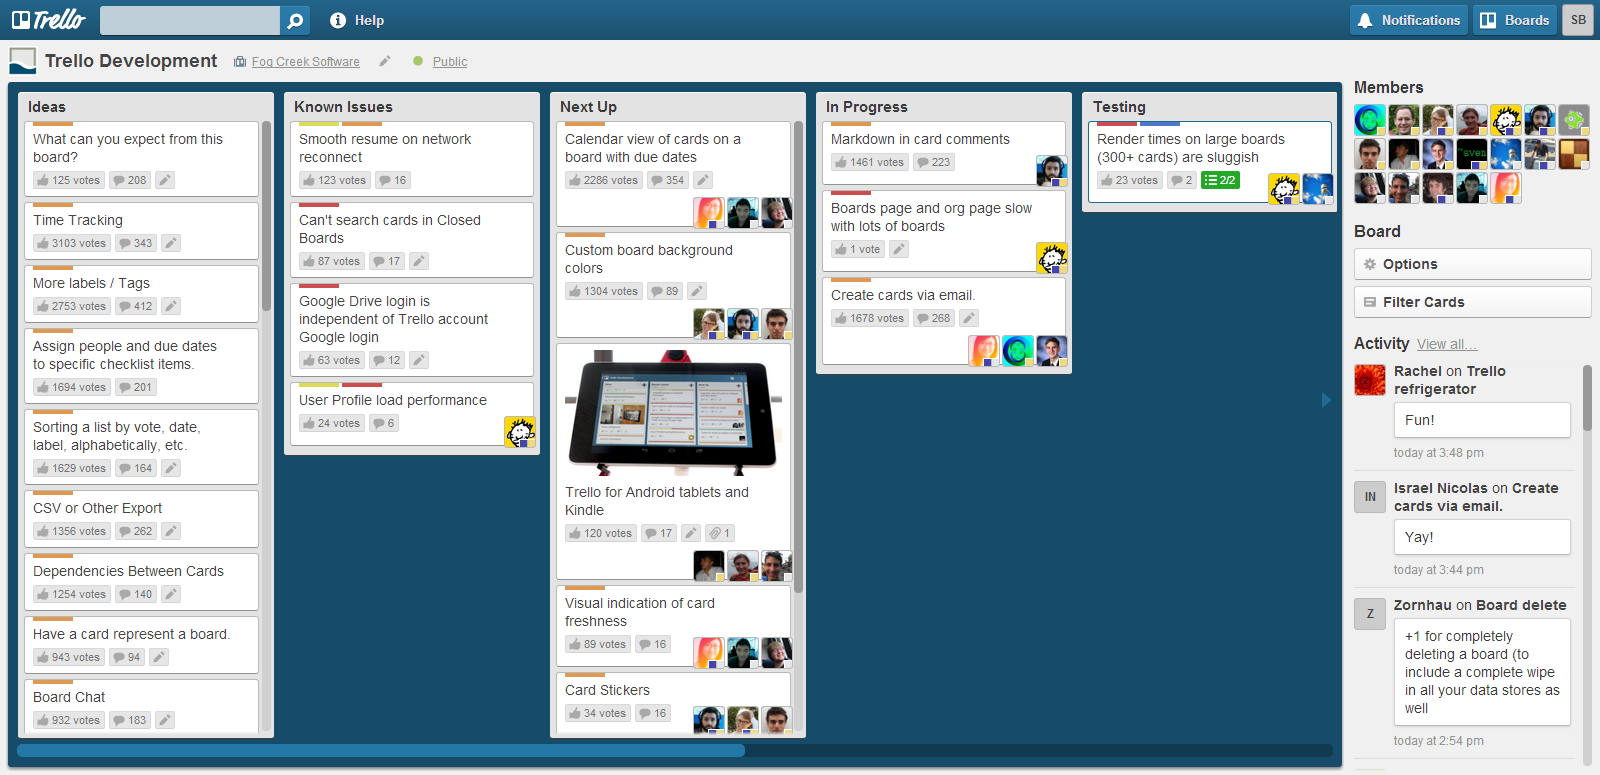 Trello
Help
Notifications
Boards
SB
Trello Development
Fog Creek Software
Public
Ideas
What can you expect from this
board?
125 votes 208
Time Tracking
3103 votes 343
More labels / Tags
2753 votes 412
Assign people and due dates
to specific checklist items.
1694 votes 201
Sorting a list by vote, date,
label, alphabetically, etc.
1629 votes 164
CSV or Other Export
1356 votes 262
Dependencies Between Cards
1254 votes 140
Have a card represent a board.
943 votes 94
Board Chat
932 votes 183
Known Issues
Smooth resume on network
reconnect
123 votes 16
Can't search cards in Closed
Boards
87 votes 17
Google Drive login is
independent of Trello account
Google login
63 votes 12
User Profile load performance
24 votes 6
Next Up
Calendar view of cards on a
board with due dates
2286 votes 354
Custom board background
colors
1304 votes 89
Trello for Android tablets and
Kindle
120 votes 17 1
Visual indication of card
freshness
89 votes 16
Card Stickers
34 votes 16
In Progress
Markdown in card comments
1461 votes 223
Boards page and org page slow
with lots of boards
1 vote
Create cards via email.
1678 votes 268
Testing
Render times on large boards
(300+ cards) are sluggish
23 votes 2 2/2
Members
Board
Options
Filter Cards
Activity View all...
Rachel on Trello
refrigerator
Fun!
today at 3:48 pm
IN
Israel Nicolas on Create
cards via email.
Yay!
today at 3:44 pm
Z
Zornhau on Board delete
+1 for completely
deleting a board (to
include a complete wipe
in all your data stores as
well
today at 2:54 pm